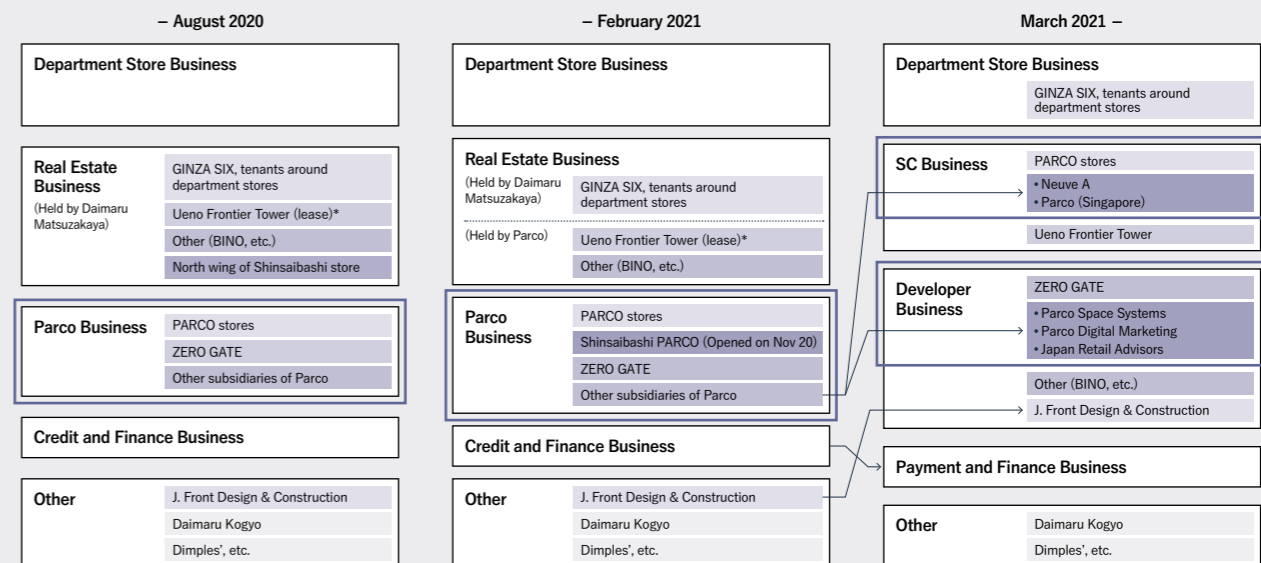 – August 2020
Department Store Business
Real Estate
Business
(Held by Daimaru
Matsuzakaya)
GINZA SIX, tenants around
department stores
Ueno Frontier Tower (lease)*
Other (BINO, etc.)
North wing of Shinsaibashi store
Parco Business
PARCO stores
ZERO GATE
Other subsidiaries of Parco
Credit and Finance Business
Other
J. Front Design & Construction
Daimaru Kogyo
Dimples', etc.
– February 2021
Department Store Business
Real Estate Business
(Held by Daimaru
Matsuzakaya)
GINZA SIX, tenants around
department stores
(Held by Parco)
Ueno Frontier Tower (lease)*
Other (BINO, etc.)
Parco
Business
PARCO stores
Shinsaibashi PARCO (Opened on Nov 20)
ZERO GATE
Other subsidiaries of Parco
Credit and Finance Business
Other
J. Front Design & Construction
Daimaru Kogyo
Dimples', etc.
March 2021 –
Department Store Business
GINZA SIX, tenants around
department stores
SC Business
PARCO stores
• Neuve A
• Parco (Singapore)
Ueno Frontier Tower
Developer
Business
ZERO GATE
• Parco Space Systems
• Parco Digital Marketing
• Japan Retail Advisors
Other (BINO, etc.)
J. Front Design & Construction
Payment and Finance Business
Other
Daimaru Kogyo
Dimples', etc.